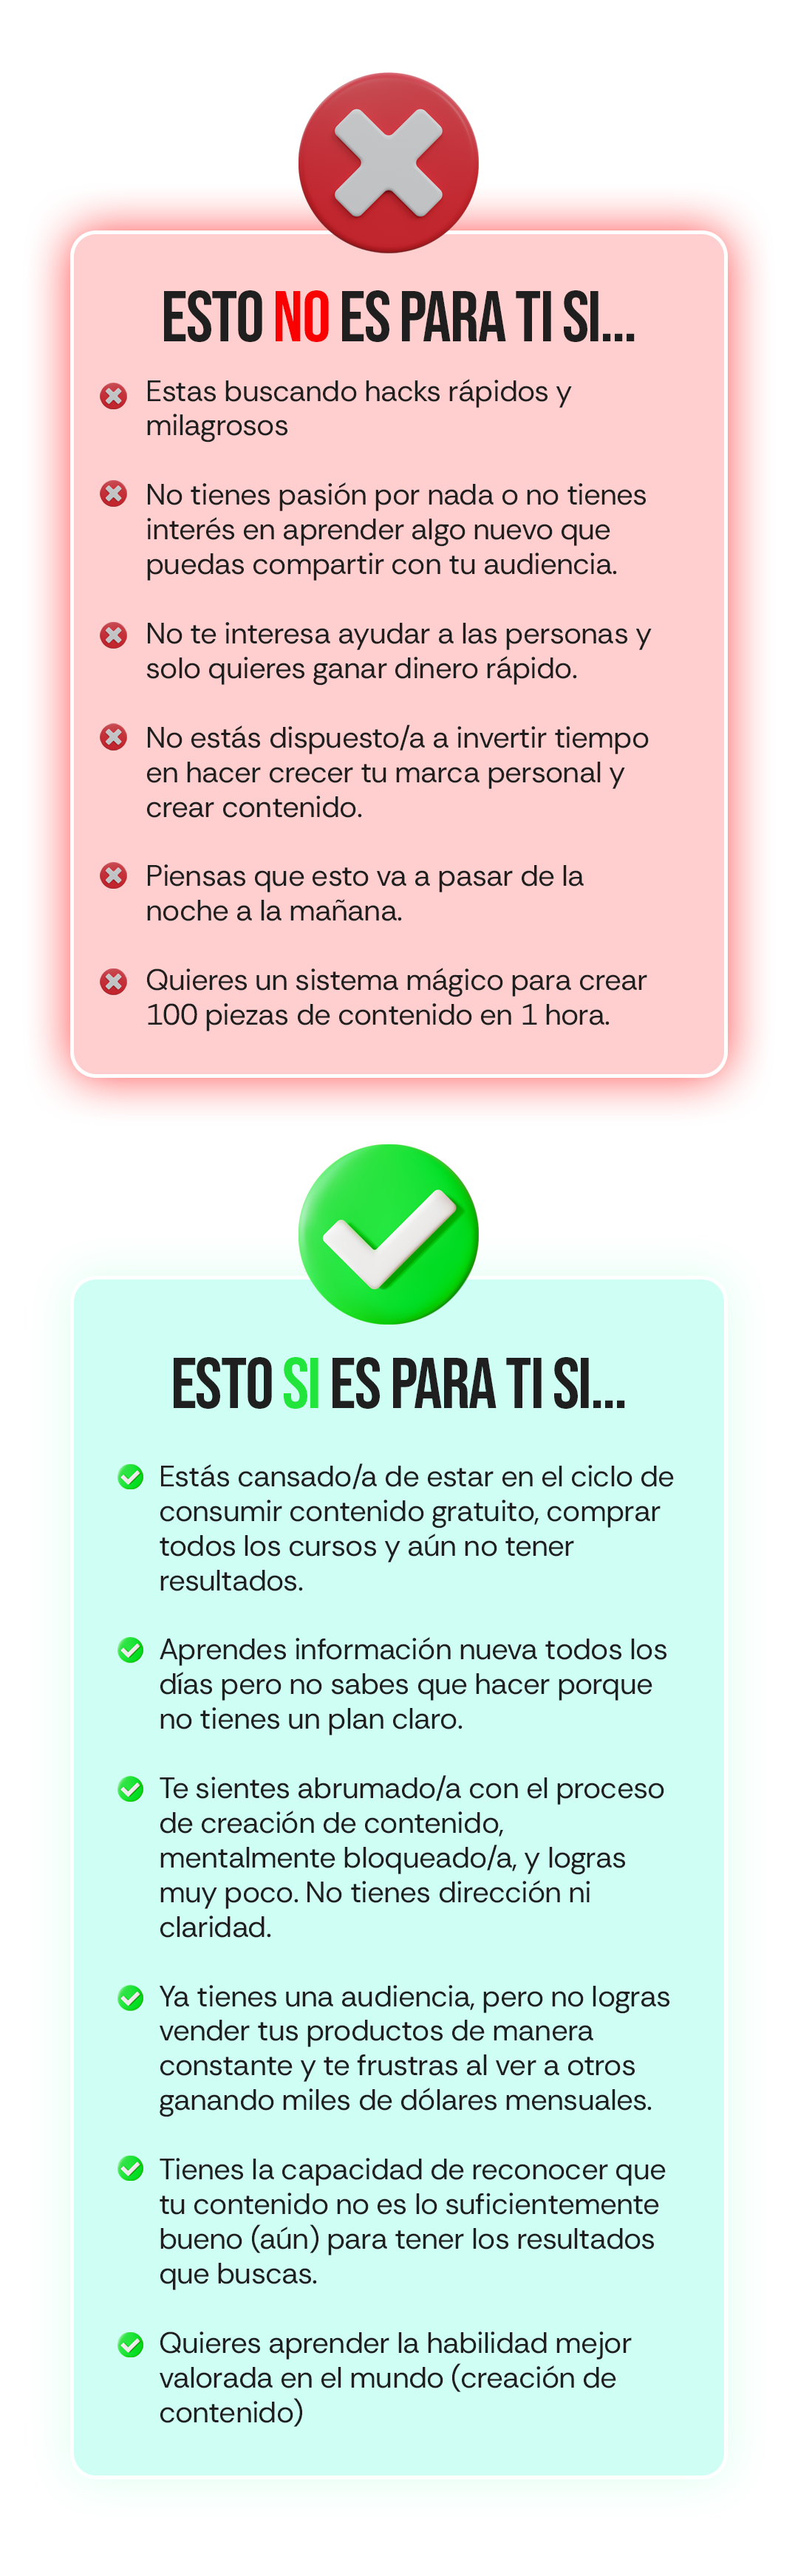 ESTO NO ES PARA TI SI...
Estas buscando hacks rápidos y
milagrosos
No tienes pasión por nada o no tienes
interés en aprender algo nuevo que
puedas compartir con tu audiencia.
No te interesa ayudar a las personas y
solo quieres ganar dinero rápido.
No estás dispuesto/a a invertir tiempo
en hacer crecer tu marca personal y
crear contenido.
Piensas que esto va a pasar de la
noche a la mañana.
Quieres un sistema mágico para crear
100 piezas de contenido en 1 hora.
ESTO SI ES PARA TI SI...
Estás cansado/a de estar en el ciclo de
consumir contenido gratuito, comprar
todos los cursos y aún no tener
resultados.
Aprendes información nueva todos los
días pero no sabes que hacer porque
no tienes un plan claro.
Te sientes abrumado/a con el proceso
de creación de contenido,
mentalmente bloqueado/a, y logras
muy poco. No tienes dirección ni
claridad.
Ya tienes una audiencia, pero no logras
vender tus productos de manera
constante y te frustras al ver a otros
ganando miles de dólares mensuales.
Tienes la capacidad de reconocer que
tu contenido no es lo suficientemente
bueno (aún) para tener los resultados
que buscas.
Quieres aprender la habilidad mejor
valorada en el mundo (creación de
contenido)